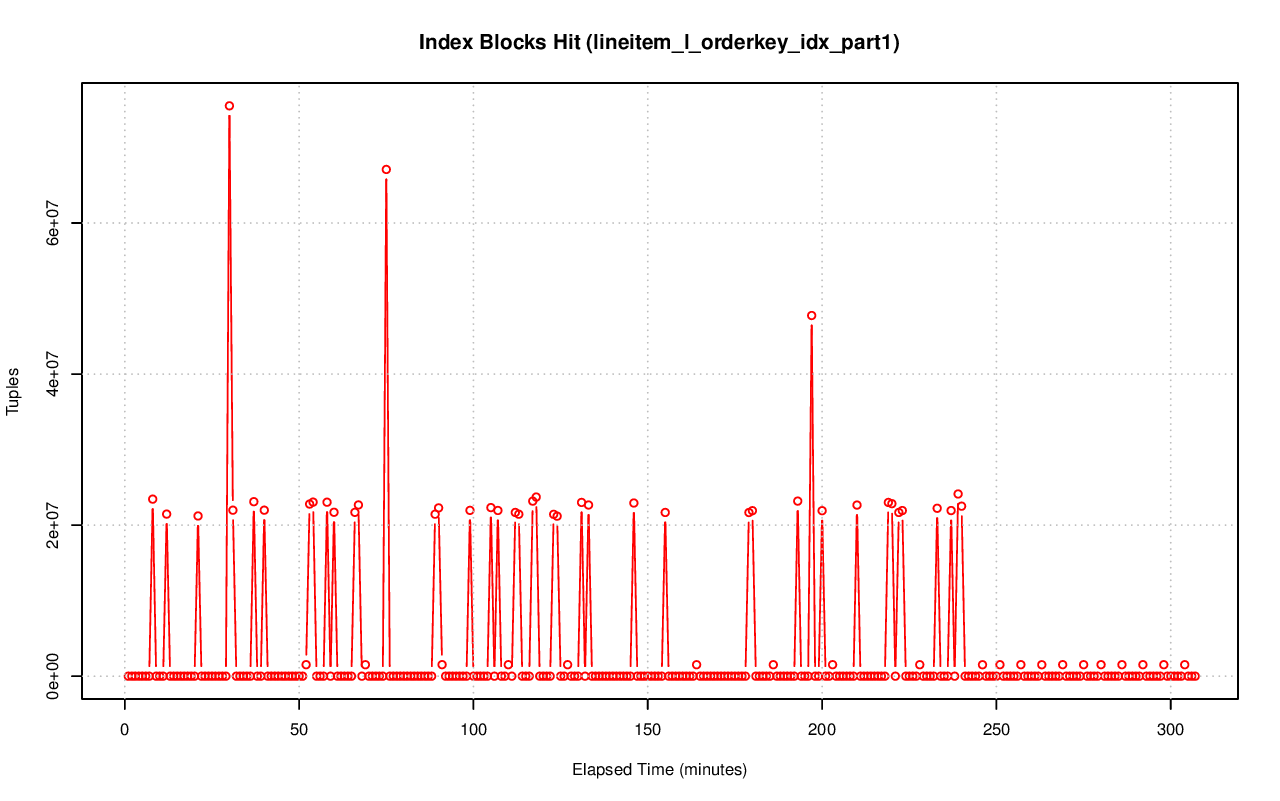 Index Blocks Hit (lineitem_l_orderkey_idx_part1)
Tuples
6e+07
4e+07
2e+07
0e+00
0 50 100 150 200 250 300
Elapsed Time (minutes)